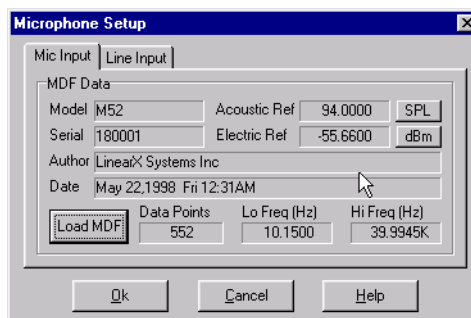 Microphone Setup
Mic Input Line Input
MDF Data
Model M52 Acoustic Ref 94.0000 SPL
Serial 180001 Electric Ref -55.6600 dBm
Author LinearX Systems Inc
Date May 22,1998 Fri 12:31AM
Load MDF Data Points Lo Freq (Hz) Hi Freq (Hz)
552 10.1500 39.9945K
Ok Cancel Help